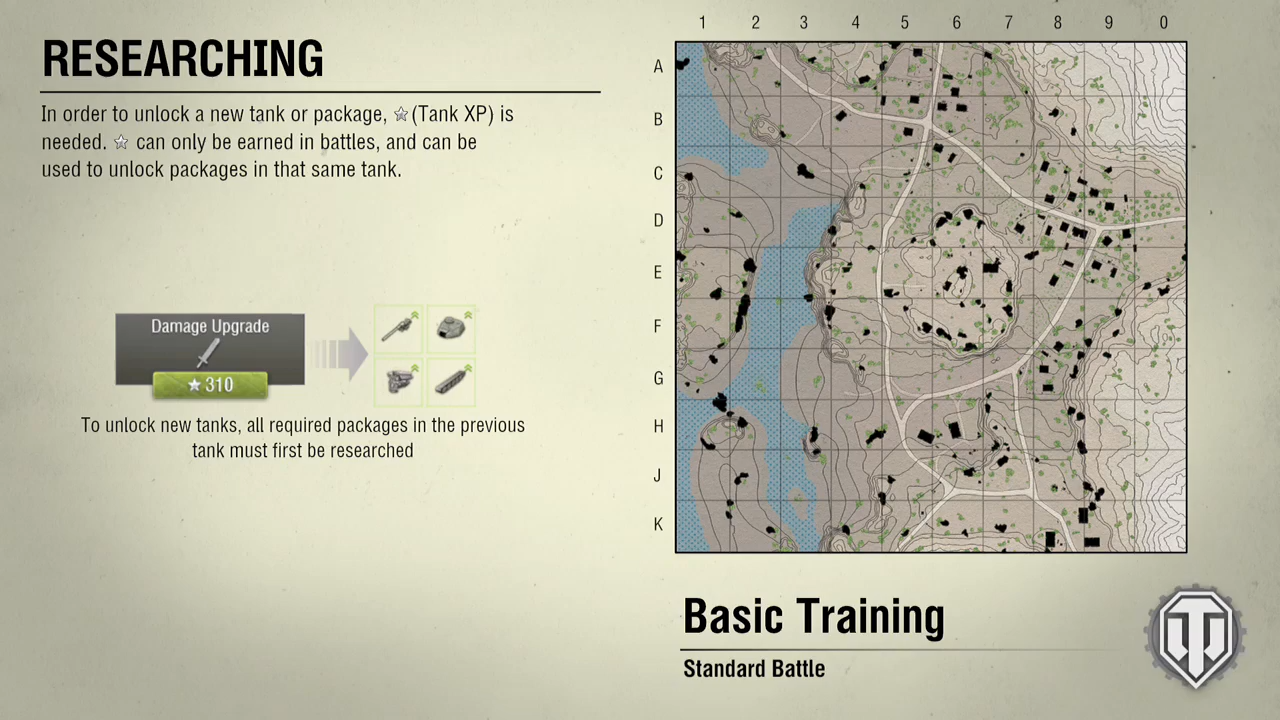 RESEARCHING
In order to unlock a new tank or package, ☆(Tank XP) is
needed. ☆ can only be earned in battles, and can be
used to unlock packages in that same tank.
Damage Upgrade
★ 310
To unlock new tanks, all required packages in the previous
tank must first be researched
1 2 3 4 5 6 7 8 9 0
A
B
C
D
E
F
G
H
J
K
Basic Training
Standard Battle